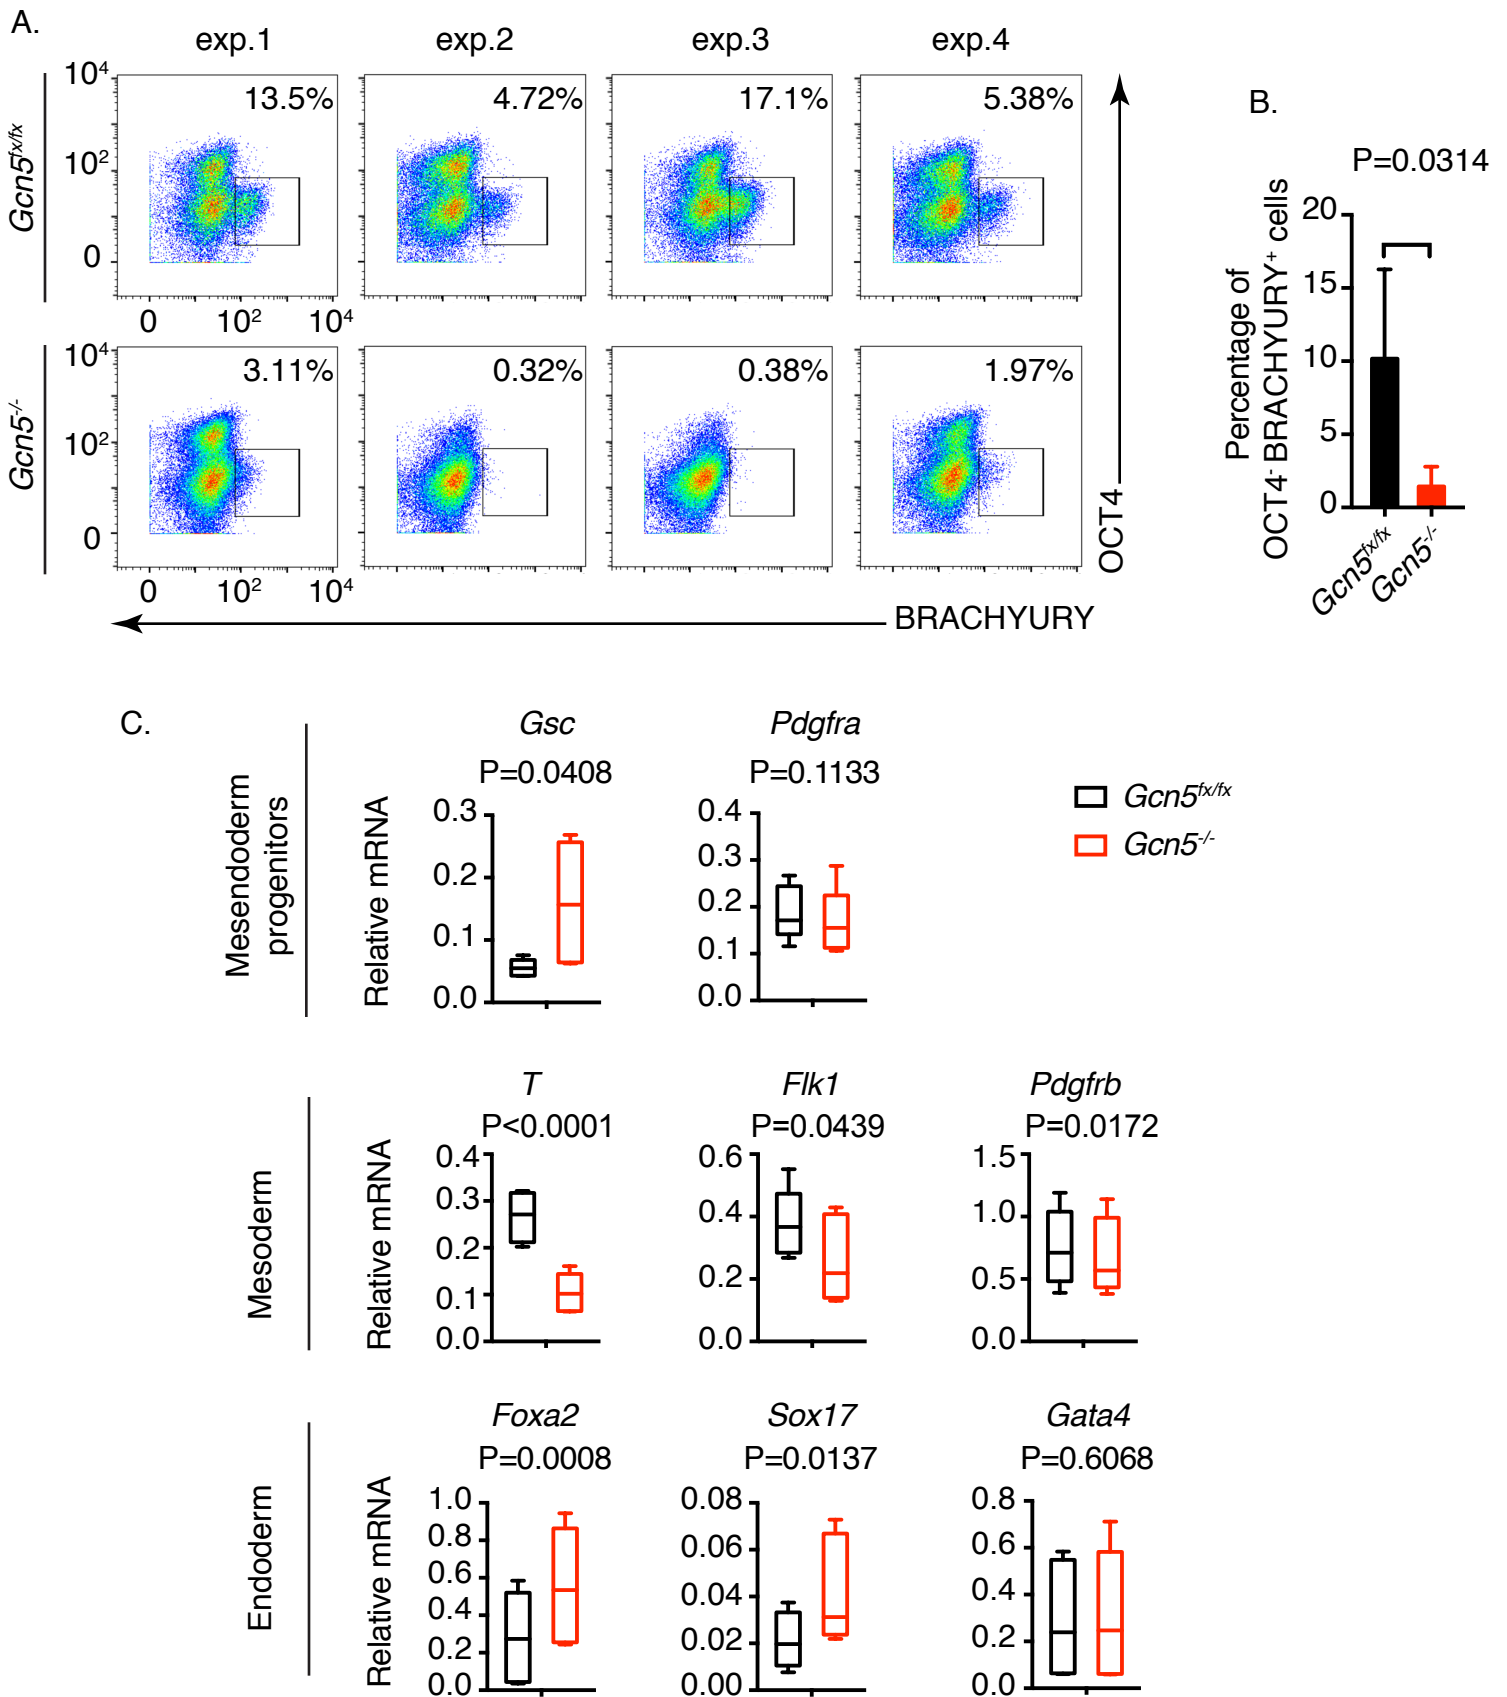 A.
exp.1 exp.2 exp.3 exp.4
Gcn5fx/fx
10⁴
10²
0
13.5%
4.72%
17.1%
5.38%
0 10² 10⁴
Gcn5-/-
10⁴
10²
0
3.11%
0.32%
0.38%
1.97%
0 10² 10⁴
OCT4
BRACHYURY
B.
P=0.0314
Percentage of
OCT4- BRACHYURY+ cells
20
15
10
5
0
Gcn5fx/fx
Gcn5-/-
C.
Mesendoderm
progenitors
Relative mRNA
Gsc
P=0.0408
0.3
0.2
0.1
0.0
Pdgfra
P=0.1133
0.4
0.3
0.2
0.1
0.0
Gcn5fx/fx
Gcn5-/-
Mesoderm
Relative mRNA
T
P<0.0001
0.4
0.3
0.2
0.1
0.0
Flk1
P=0.0439
0.6
0.4
0.2
0.0
Pdgfrb
P=0.0172
1.5
1.0
0.5
0.0
Endoderm
Relative mRNA
Foxa2
P=0.0008
1.0
0.8
0.6
0.4
0.2
0.0
Sox17
P=0.0137
0.08
0.06
0.04
0.02
0.00
Gata4
P=0.6068
0.8
0.6
0.4
0.2
0.0